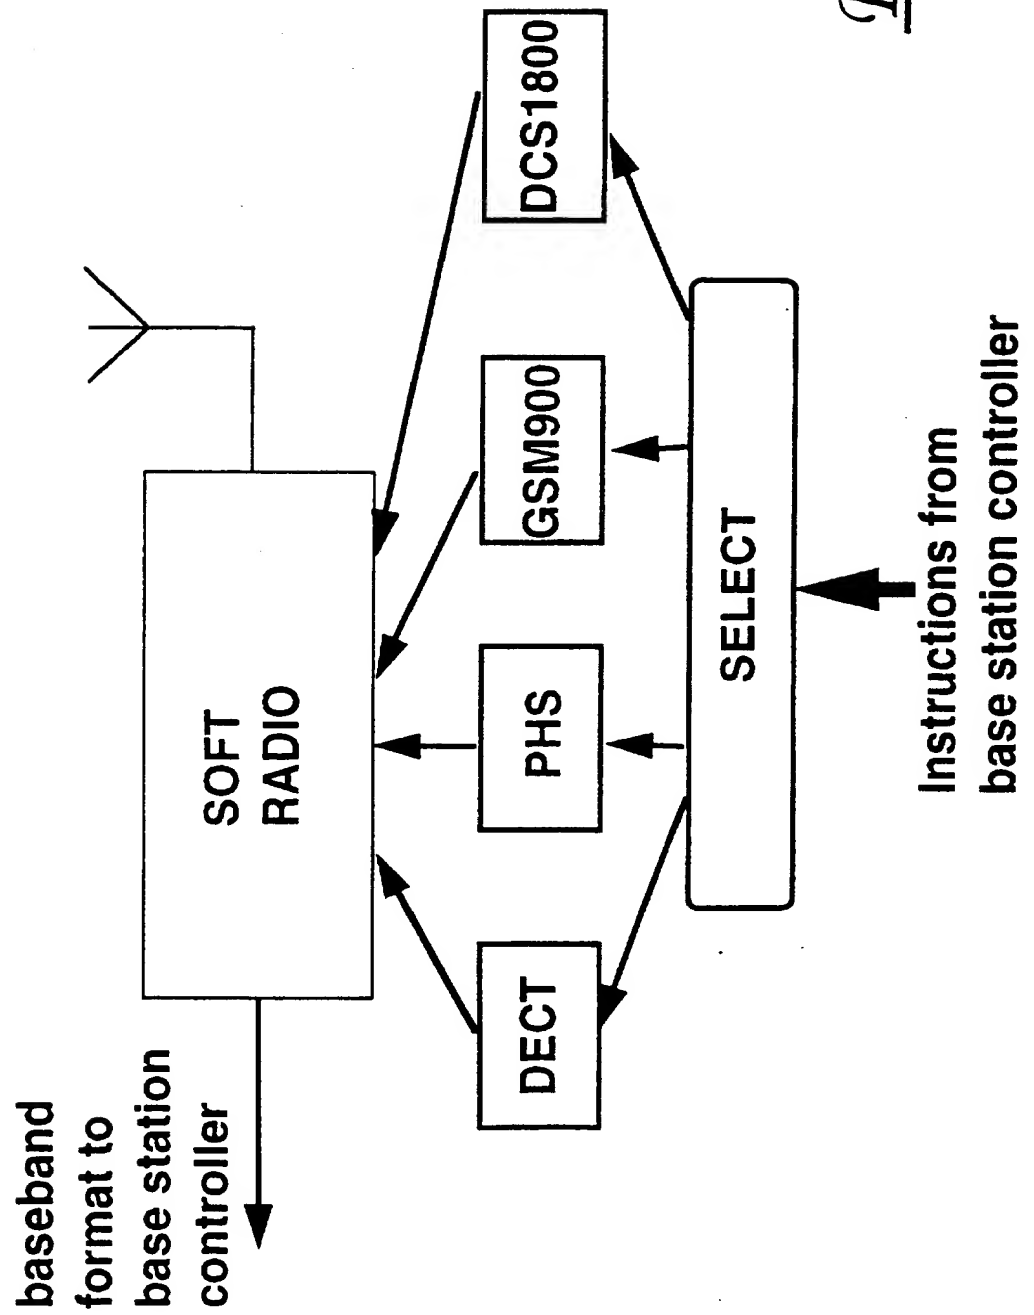 baseband
format to
base station
controller
SOFT
RADIO
DECT
PHS
GSM900
DCS1800
SELECT
Instructions from
base station controller